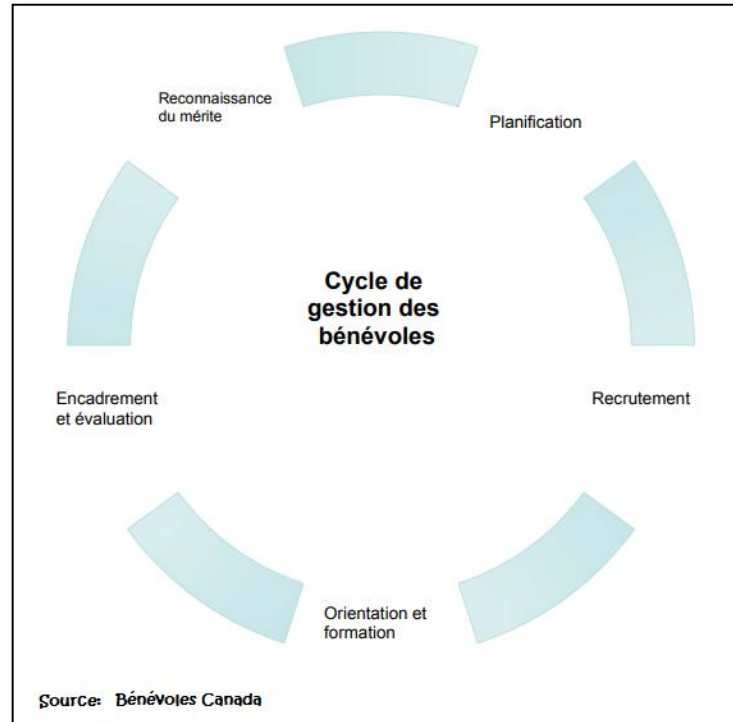 Reconnaissance
du mérite
Planification
Cycle de
gestion des
bénévoles
Encadrement
et évaluation
Recrutement
Orientation et
formation
Source: Bénévoles Canada